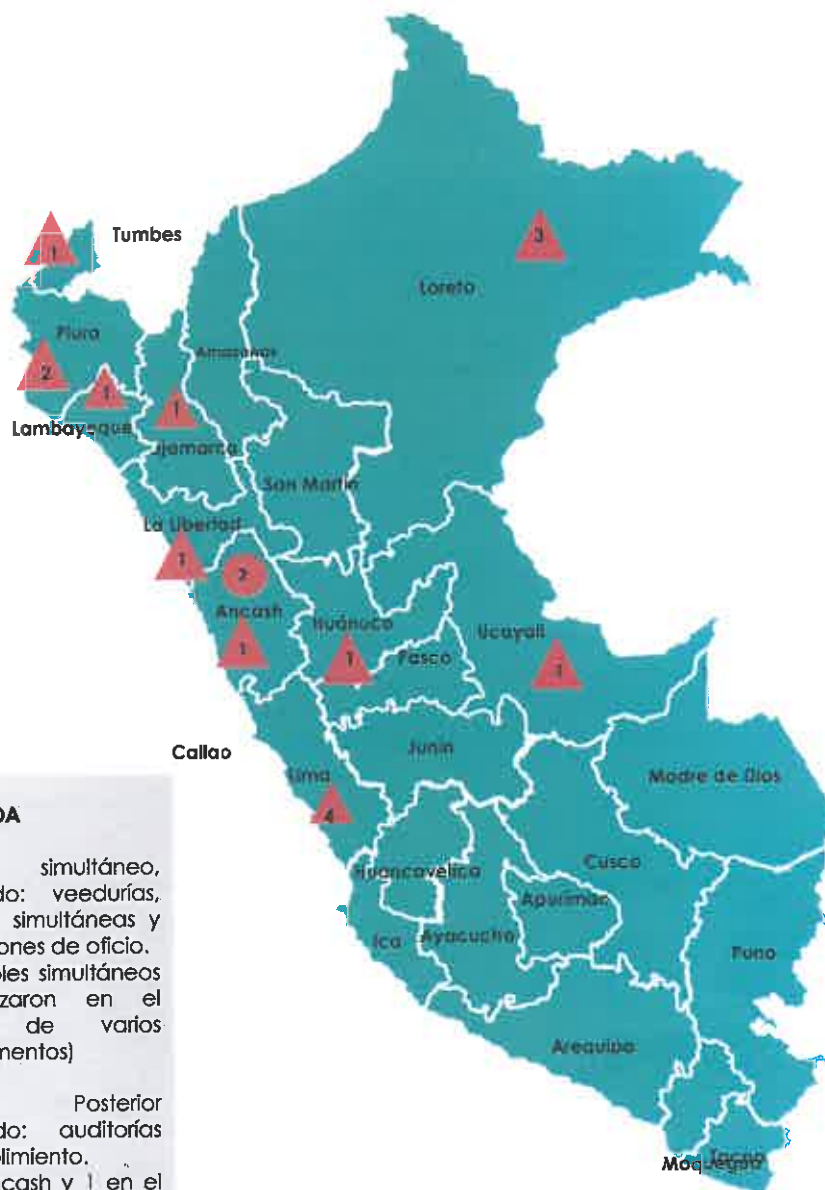 Tumbes
1
3
Loreto
Piura
Amazonas
2
1
1
Lambayeque
ajamarca
San Martín
La Libertad
1
2
Ancash
Huánuco
Ucayali
1
1
Pasco
1
Callao
Junín
Lima
Madre de Dios
4
Cusco
Huancavelica
Apurímac
Ica
Ayacucho
Puno
Arequipa
Moquegua
Tacna
DA
simultáneo,
do: veedurías,
simultáneas y
ones de oficio.
les simultáneos
zaron en el
de varios
mentos)
Posterior
do: auditorías
limiento.
cash y 1 en el